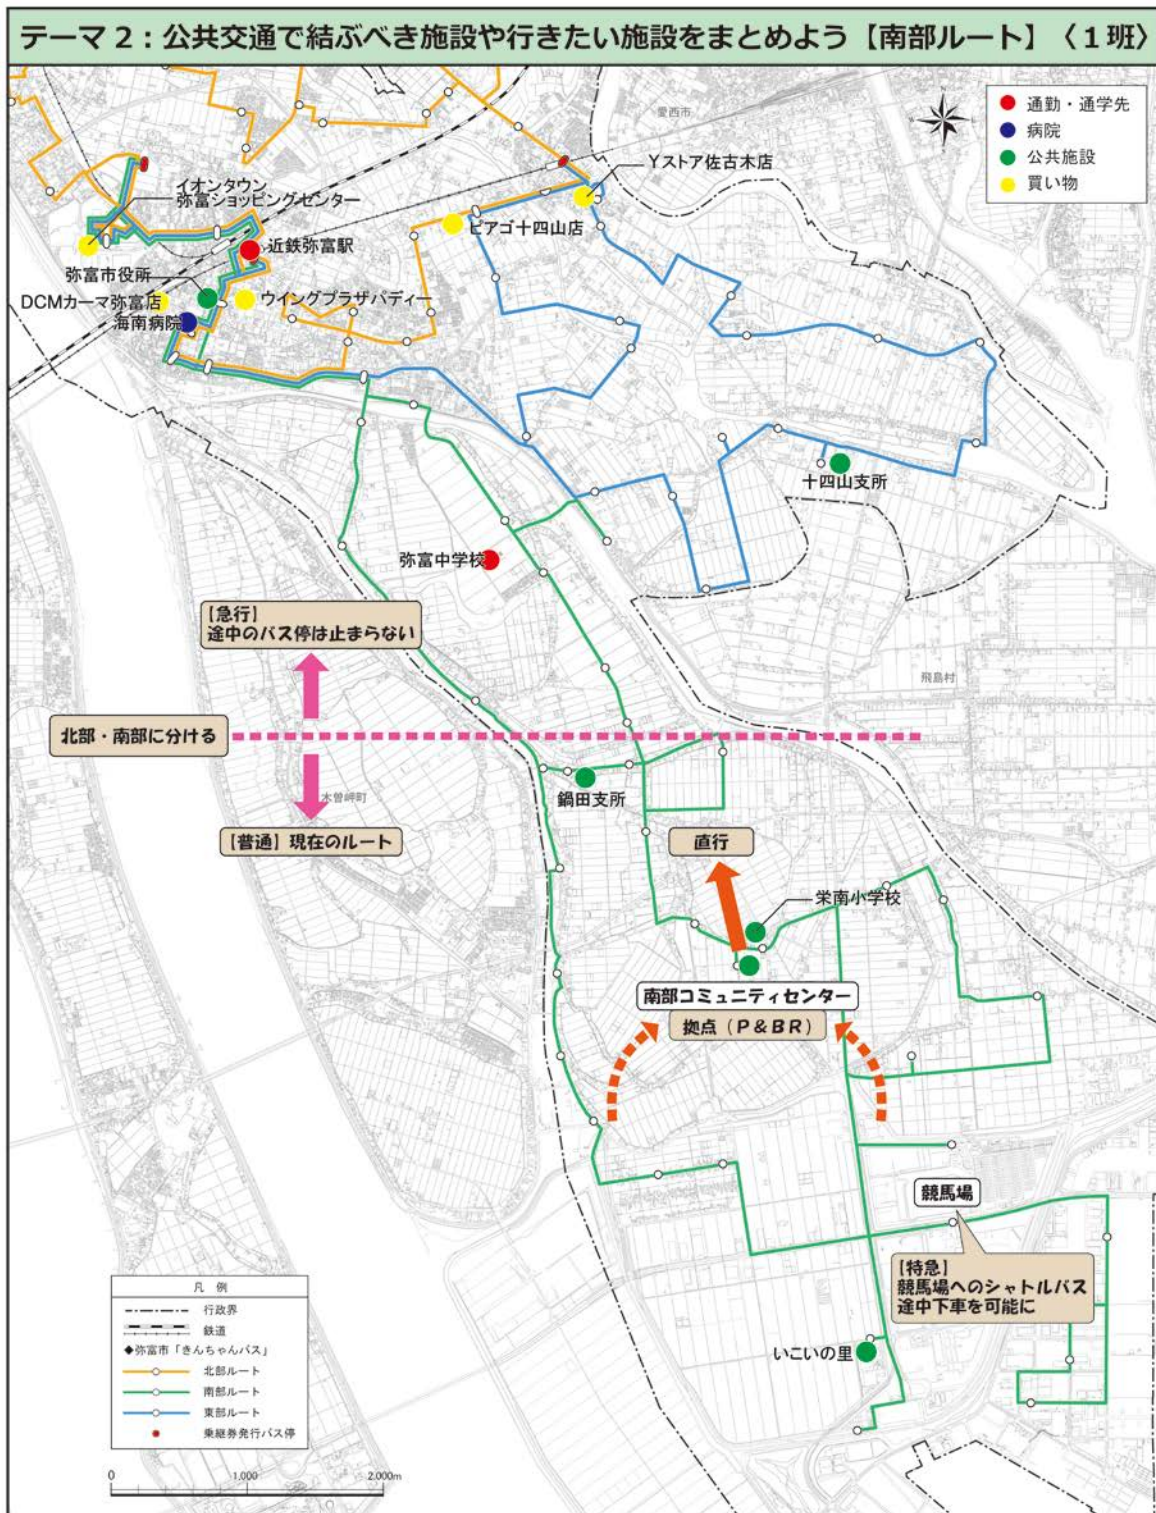 テーマ2：公共交通で結ぶべき施設や行きたい施設をまとめよう【南部ルート】〈1班〉
愛西市
通勤・通学先
病院
公共施設
買い物
Yストア佐古木店
イオンタウン
弥富ショッピングセンター
ピアゴ十四山店
近鉄弥富駅
弥富市役所
DCMカーマ弥富店
ウイングプラザパディー
海南病院
十四山支所
弥富中学校
【急行】
途中のバス停は止まらない
飛島村
北部・南部に分ける
鍋田支所
木曽岬町
【普通】現在のルート
直行
栄南小学校
南部コミュニティセンター
拠点（P＆BR）
競馬場
【特急】
競馬場へのシャトルバス
途中下車を可能に
いこいの里
凡 例
行政界
鉄道
◆弥富市「きんちゃんバス」
北部ルート
南部ルート
東部ルート
乗継券発行バス停
0 1,000 2,000m